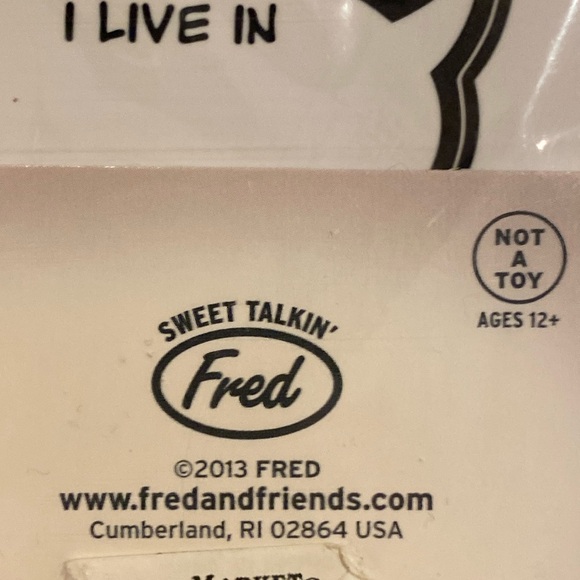 I LIVE IN
NOT
A
TOY
AGES 12+
SWEET TALKIN'
Fred
©2013 FRED
www.fredandfriends.com
Cumberland, RI 02864 USA